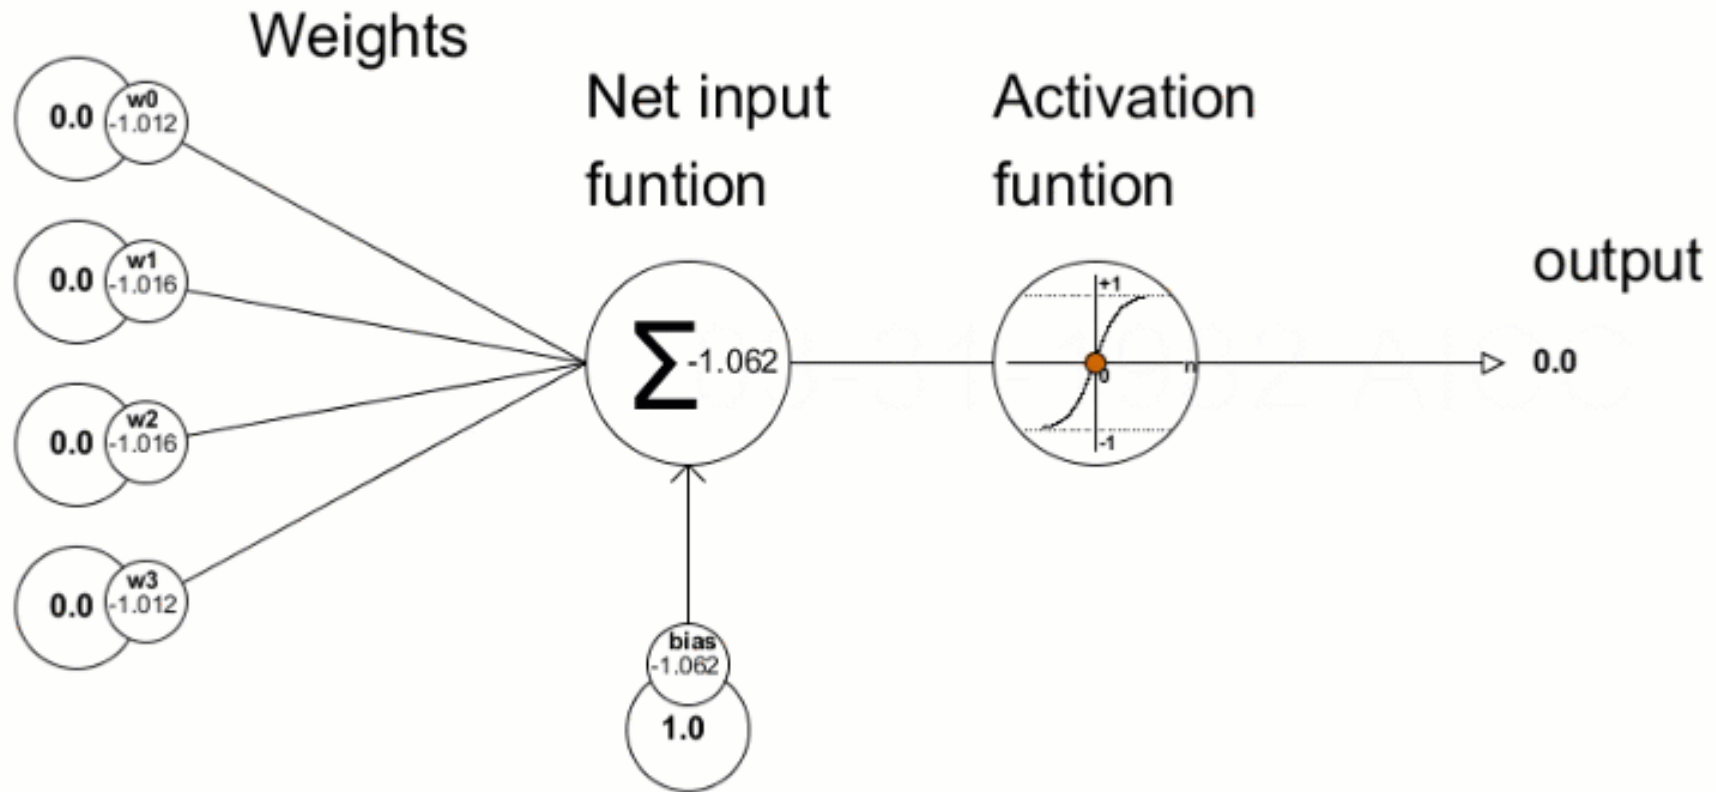 Weights
0.0
w0
-1.012
0.0
w1
-1.016
0.0
w2
-1.016
0.0
w3
-1.012
Net input
funtion
Σ-1.062
bias
-1.062
1.0
Activation
funtion
+1
0
n
-1
output
0.0